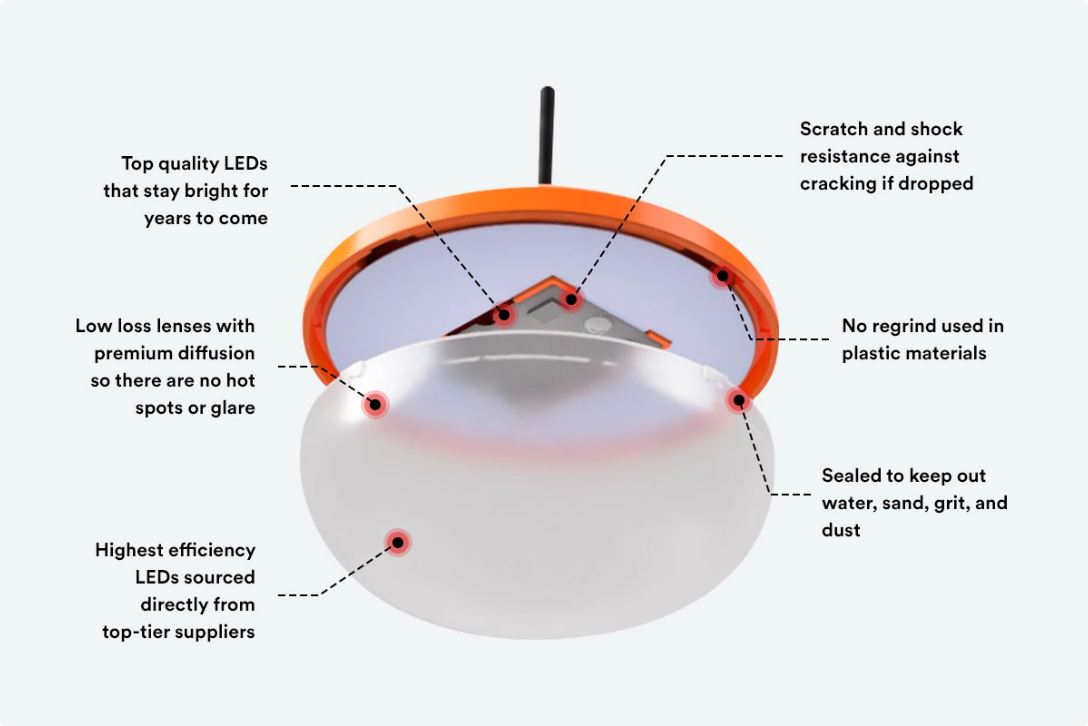 Top quality LEDs
that stay bright for
years to come
Low loss lenses with
premium diffusion
so there are no hot
spots or glare
Highest efficiency
LEDs sourced
directly from
top-tier suppliers
Scratch and shock
resistance against
cracking if dropped
No regrind used in
plastic materials
Sealed to keep out
water, sand, grit, and
dust